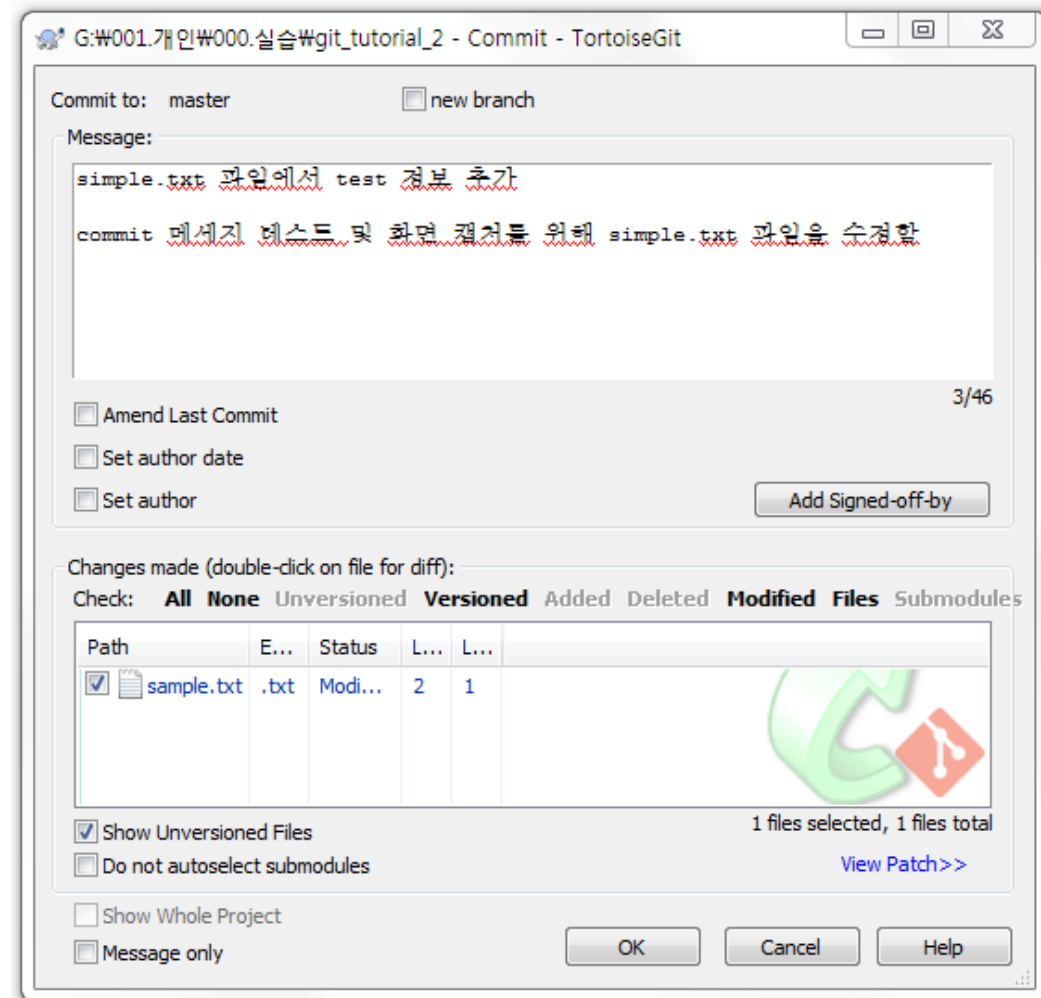 G:₩001.개인₩000.실습₩git_tutorial_2 - Commit - TortoiseGit
Commit to: master new branch
Message:
simple.txt 파일에서 test 정보 추가
commit 메세지 테스트 및 화면 캡처를 위해 simple.txt 파일을 수정함
3/46
Amend Last Commit
Set author date
Set author
Add Signed-off-by
Changes made (double-click on file for diff):
Check: All None Unversioned Versioned Added Deleted Modified Files Submodules
Path E... Status L... L...
sample.txt .txt Modi... 2 1
Show Unversioned Files
1 files selected, 1 files total
Do not autoselect submodules
View Patch>>
Show Whole Project
Message only
OK Cancel Help